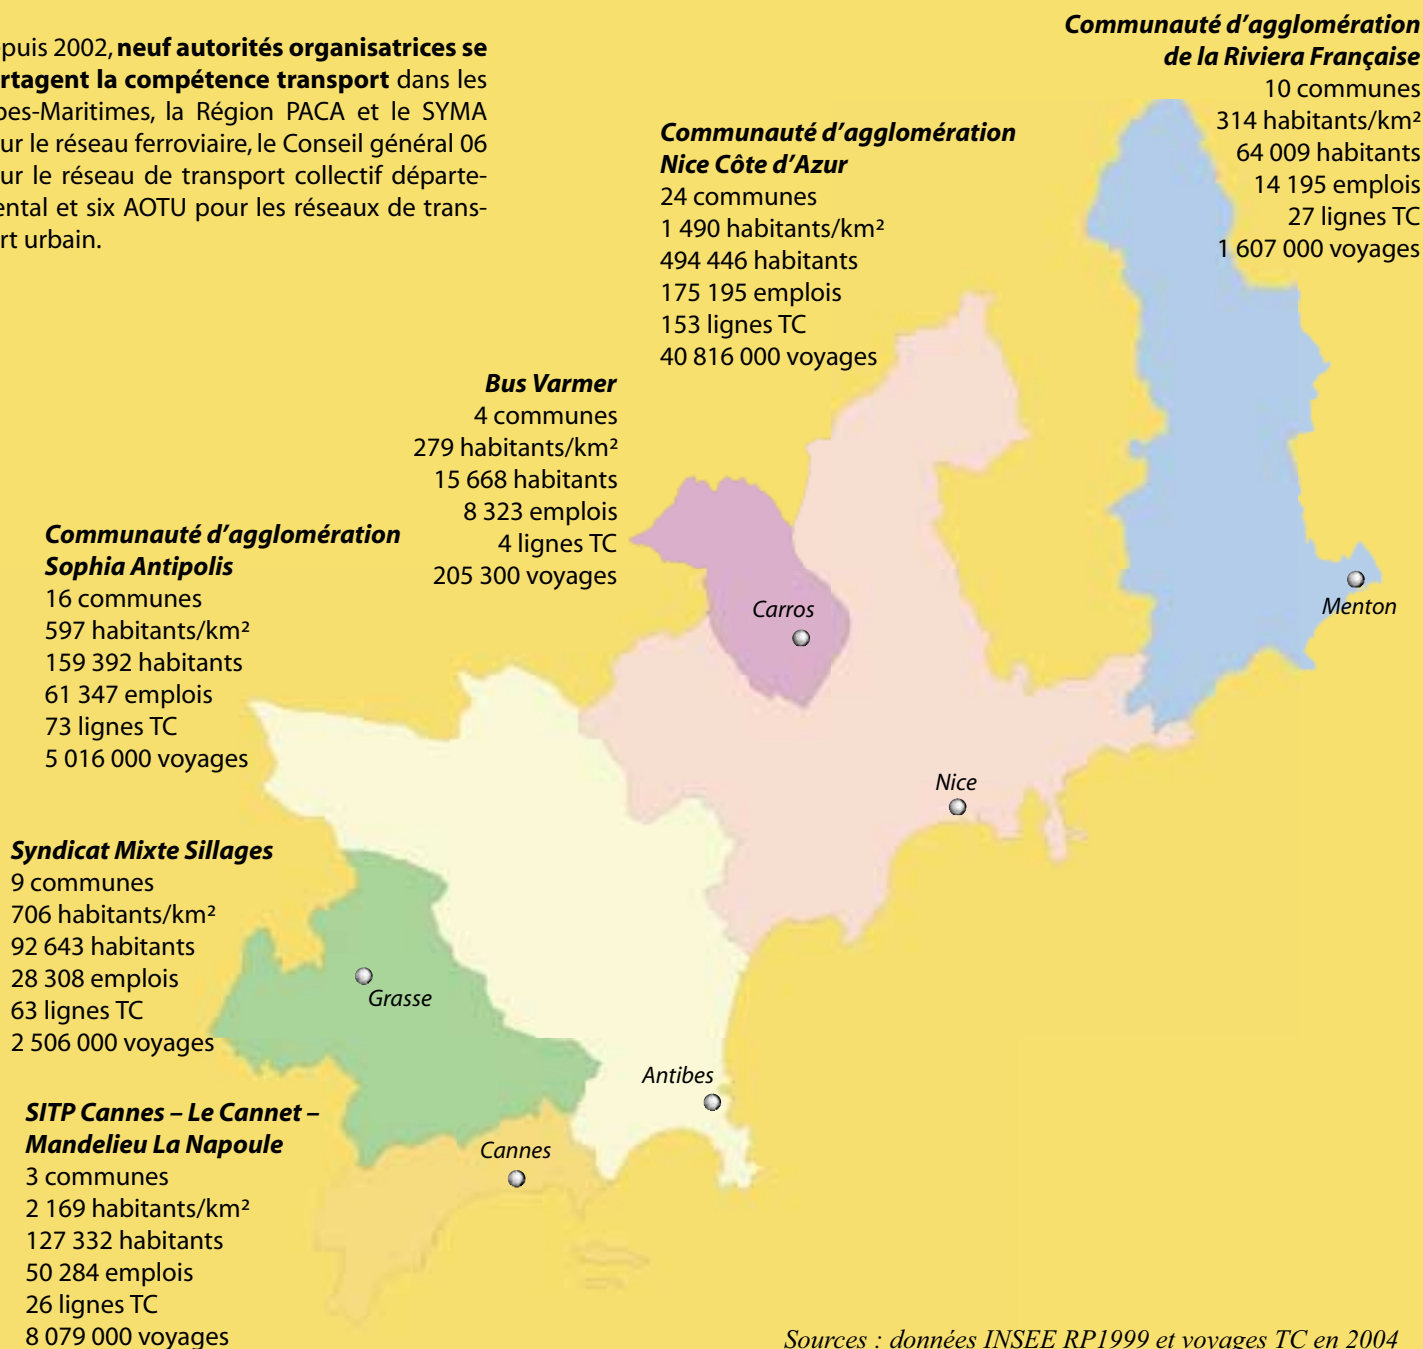 puis 2002, neuf autorités organisatrices se
rtagent la compétence transport dans les
pes-Maritimes, la Région PACA et le SYMA
ur le réseau ferroviaire, le Conseil général 06
ur le réseau de transport collectif départe-
ental et six AOTU pour les réseaux de trans-
rt urbain.
Communauté d'agglomération
de la Riviera Française
10 communes
314 habitants/km²
64 009 habitants
14 195 emplois
27 lignes TC
1 607 000 voyages
Communauté d'agglomération
Nice Côte d'Azur
24 communes
1 490 habitants/km²
494 446 habitants
175 195 emplois
153 lignes TC
40 816 000 voyages
Bus Varmer
4 communes
279 habitants/km²
15 668 habitants
8 323 emplois
4 lignes TC
205 300 voyages
Communauté d'agglomération
Sophia Antipolis
16 communes
597 habitants/km²
159 392 habitants
61 347 emplois
73 lignes TC
5 016 000 voyages
Carros
Menton
Nice
Syndicat Mixte Sillages
9 communes
706 habitants/km²
92 643 habitants
28 308 emplois
63 lignes TC
2 506 000 voyages
Grasse
Antibes
Cannes
SITP Cannes – Le Cannet –
Mandelieu La Napoule
3 communes
2 169 habitants/km²
127 332 habitants
50 284 emplois
26 lignes TC
8 079 000 voyages
Sources : données INSEE RP1999 et voyages TC en 2004